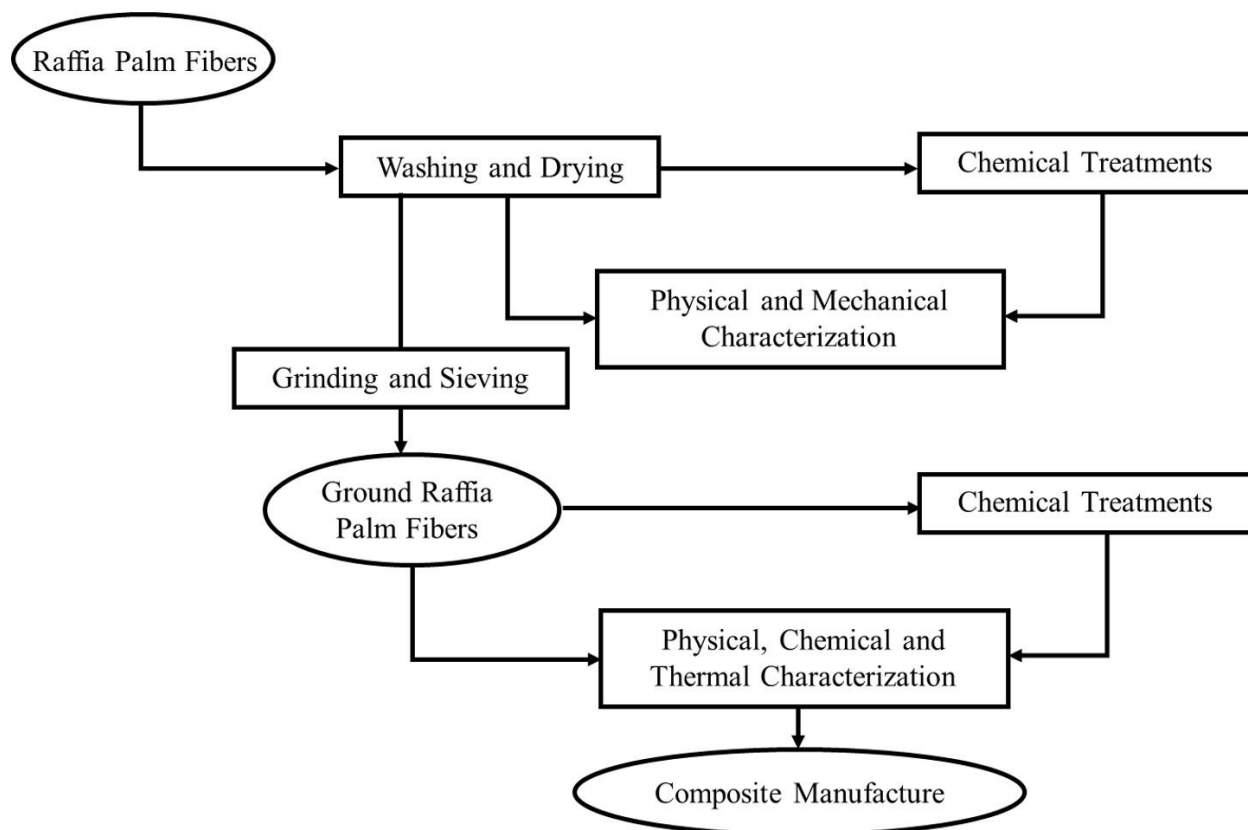 Raffia Palm Fibers
Washing and Drying
Chemical Treatments
Physical and Mechanical
Characterization
Grinding and Sieving
Ground Raffia
Palm Fibers
Chemical Treatments
Physical, Chemical and
Thermal Characterization
Composite Manufacture